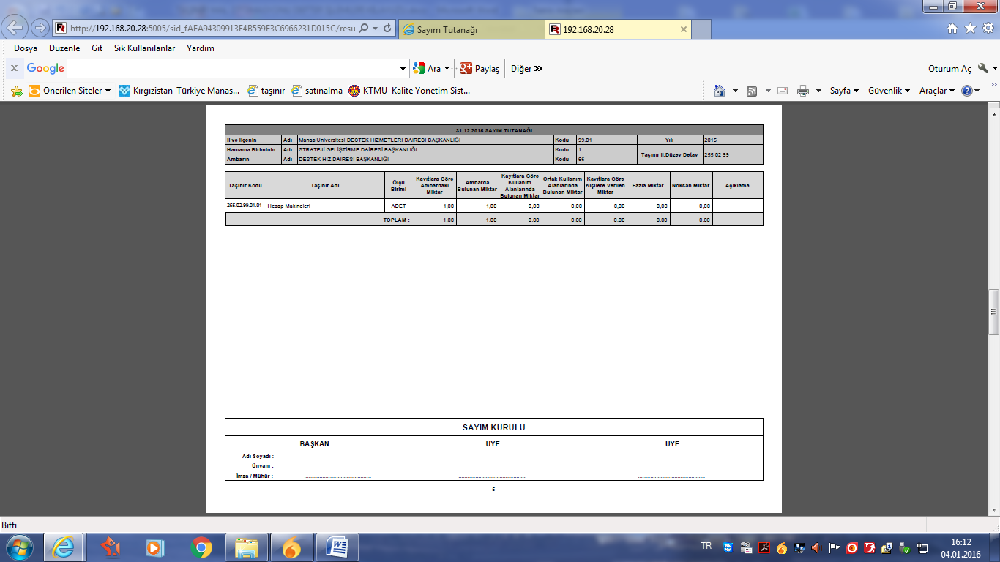 http://192.168.20.28:5005/sid_fAFA94309913E4B559F3C6966231D015C/resu
Sayım Tutanağı
192.168.20.28
Dosya Duzenle Git Sık Kullanılanlar Yardım
x Google Ara Paylaş Diğer Oturum Aç
Önerilen Siteler Kırgızistan-Türkiye Manas... taşınır satınalma KTMÜ Kalite Yonetim Sist... Sayfa Güvenlik Araçlar
31.12.2015 SAYIM TUTANAĞI
İl ve İlçenin Adı Manas Üniversitesi-DESTEK HİZMETLERİ DAİRESİ BAŞKANLIĞI Kodu 99.01 Yılı 2015
Harcama Biriminin Adı STRATEJİ GELİŞTİRME DAİRESİ BAŞKANLIĞI Kodu 1 Taşınır II.Düzey Detay 255 02 99
Ambarın Adı DESTEK HİZ.DAİRESİ BAŞKANLIĞI Kodu 66
Taşınır Kodu Taşınır Adı Ölçü Birimi Kayıtlara Göre Ambardaki Miktar Ambarda Bulunan Miktar Kayıtlara Göre Kullanım Alanlarında Bulunan Miktar Ortak Kullanım Alanlarında Bulunan Miktar Kayıtlara Göre Kişilere Verilen Miktar Fazla Miktar Noksan Miktar Açıklama
255.02.99.01.01 Hesap Makineleri ADET 1,00 1,00 0,00 0,00 0,00 0,00 0,00
TOPLAM : 1,00 1,00 0,00 0,00 0,00 0,00 0,00
SAYIM KURULU
BAŞKAN ÜYE ÜYE
Adı Soyadı :
Ünvanı :
İmza / Mühür :
5
Bitti
TR 16:12
04.01.2016